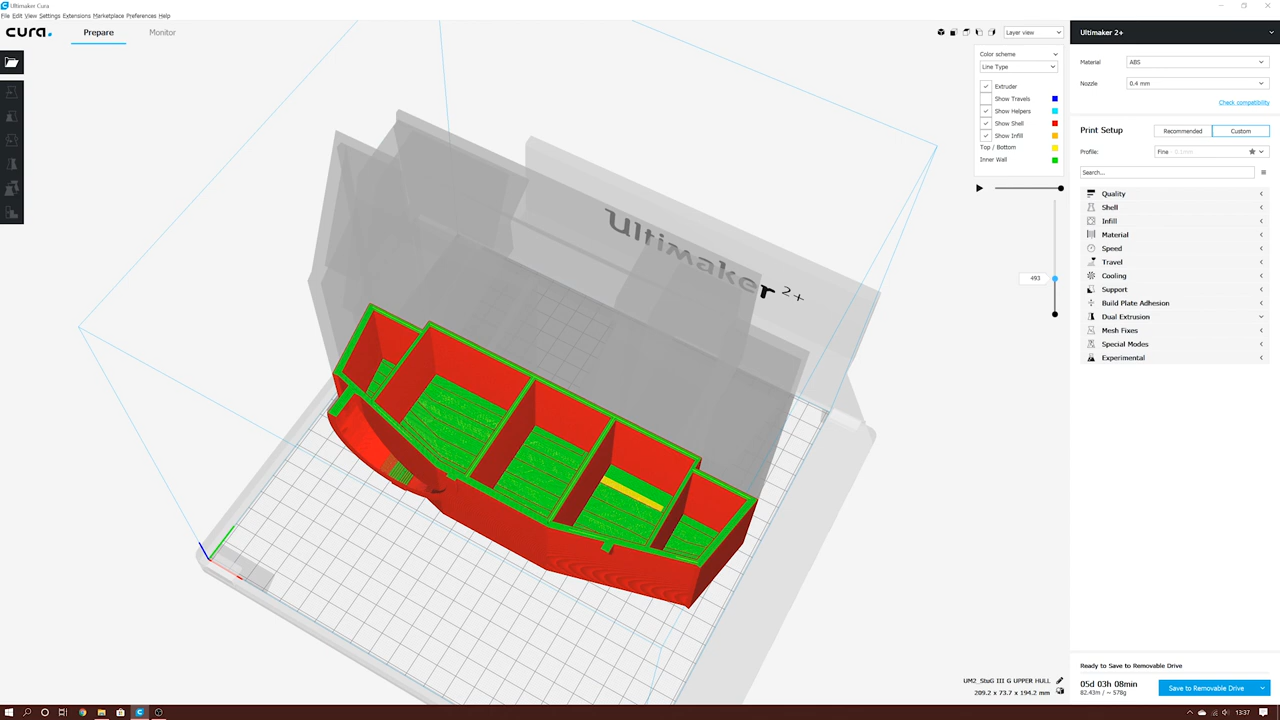 Ultimaker Cura
File Edit View Settings Extensions Marketplace Preferences Help
cura.
Prepare
Monitor
Layer view
Color scheme
Line Type
Extruder
Show Travels
Show Helpers
Show Shell
Show Infill
Top / Bottom
Inner Wall
493
Ultimaker 2+
Ultimaker 2+
Material
ABS
Nozzle
0.4 mm
Check compatibility
Print Setup
Recommended
Custom
Profile:
Fine - 0.1mm
Search...
Quality
Shell
Infill
Material
Speed
Travel
Cooling
Support
Build Plate Adhesion
Dual Extrusion
Mesh Fixes
Special Modes
Experimental
UM2_StuG III G UPPER HULL
209.2 x 73.7 x 194.2 mm
Ready to Save to Removable Drive
05d 03h 08min
82.43m / ~ 578g
Save to Removable Drive
13:37